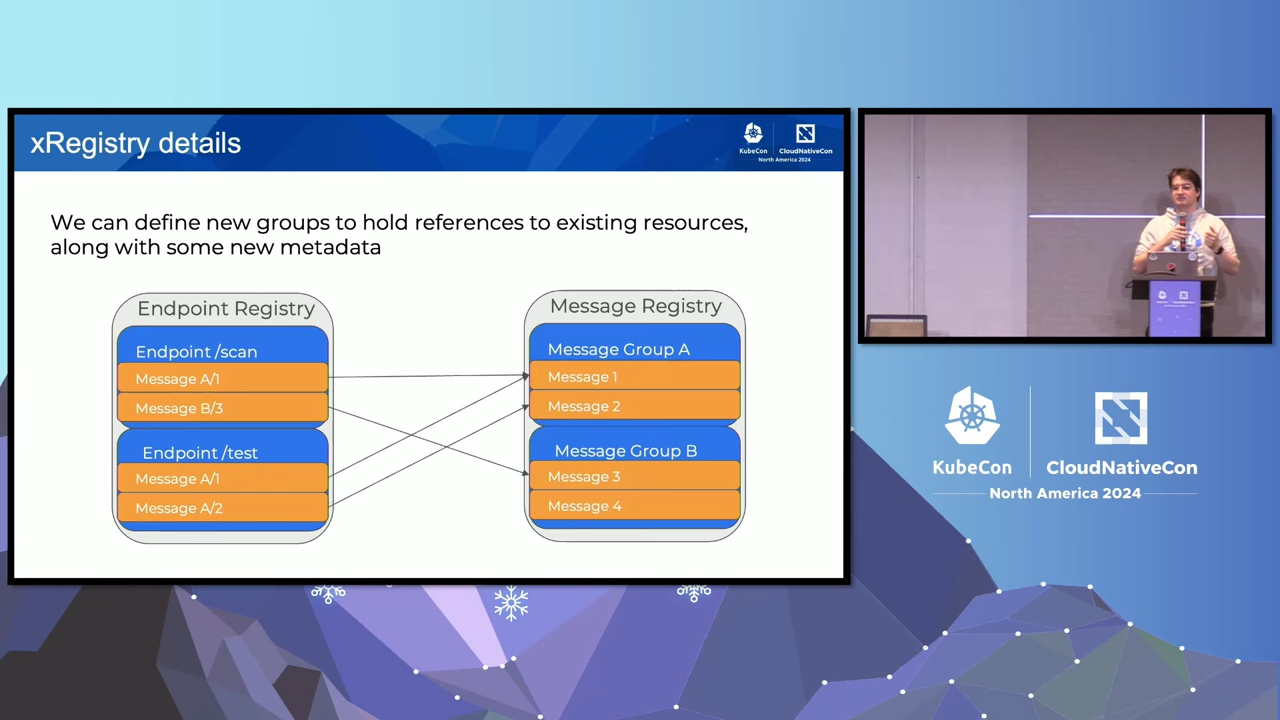 xRegistry details
KubeCon
CloudNativeCon
North America 2024
We can define new groups to hold references to existing resources,
along with some new metadata
Endpoint Registry
Endpoint /scan
Message A/1
Message B/3
Endpoint /test
Message A/1
Message A/2
Message Registry
Message Group A
Message 1
Message 2
Message Group B
Message 3
Message 4
KubeCon
CloudNativeCon
North America 2024